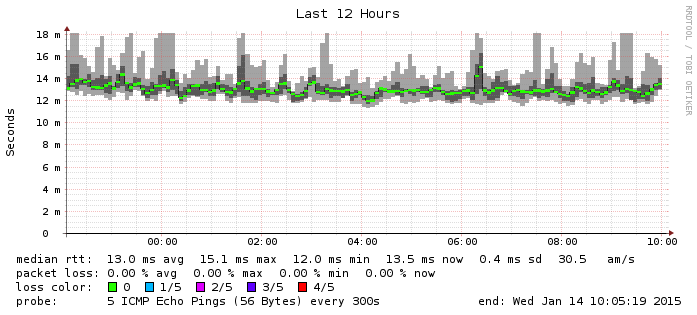 Last 12 Hours
RRDTOOL / TOBI OETIKER
Seconds
18 m
16 m
14 m
12 m
10 m
8 m
6 m
4 m
2 m
0
00:00 02:00 04:00 06:00 08:00 10:00
median rtt: 13.0 ms avg 15.1 ms max 12.0 ms min 13.5 ms now 0.4 ms sd 30.5 am/s
packet loss: 0.00 % avg 0.00 % max 0.00 % min 0.00 % now
loss color: 0 1/5 2/5 3/5 4/5
probe: 5 ICMP Echo Pings (56 Bytes) every 300s end: Wed Jan 14 10:05:19 2015